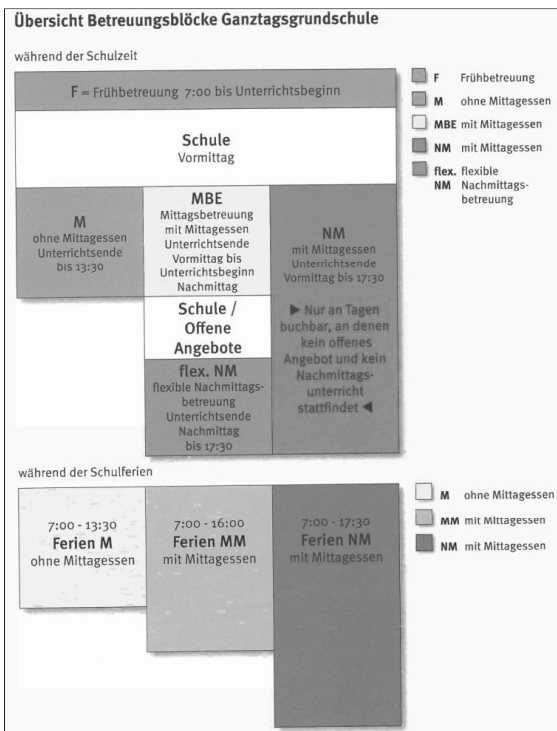 Übersicht Betreuungsblöcke Ganztagsgrundschule
während der Schulzeit
F = Frühbetreuung 7:00 bis Unterrichtsbeginn
Schule
Vormittag
M
ohne Mittagessen
Unterrichtsende
bis 13:30
MBE
Mittagsbetreuung
mit Mittagessen
Unterrichtsende
Vormittag bis
Unterrichtsbeginn
Nachmittag
Schule /
Offene
Angebote
flex. NM
flexible Nachmittags-
betreuung
Unterrichtsende
Nachmittag
bis 17:30
NM
mit Mittagessen
Unterrichtsende
Vormittag bis 17:30
▶ Nur an Tagen
buchbar, an denen
kein offenes
Angebot und kein
Nachmittags-
unterricht
stattfindet ◀
F Frühbetreuung
M ohne Mittagessen
MBE mit Mittagessen
NM mit Mittagessen
flex. flexible
NM Nachmittags-
betreuung
während der Schulferien
7:00 - 13:30
Ferien M
ohne Mittagessen
7:00 - 16:00
Ferien MM
mit Mittagessen
7:00 - 17:30
Ferien NM
mit Mittagessen
M ohne Mittagessen
MM mit Mittagessen
NM mit Mittagessen